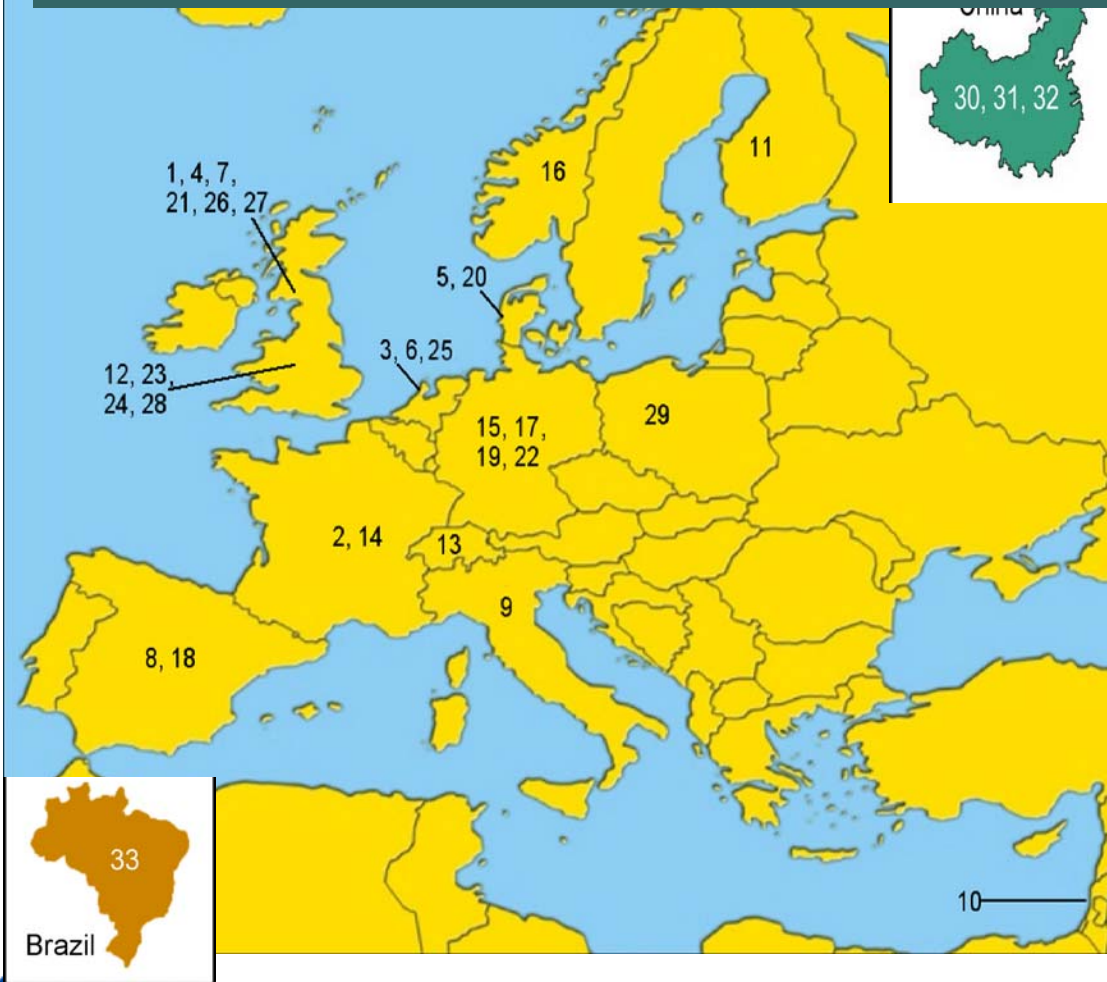 China
30, 31, 32
11
16
1, 4, 7,
21, 26, 27
5, 20
3, 6, 25
12, 23,
24, 28
15, 17,
19, 22
29
2, 14
13
9
8, 18
33
Brazil
10